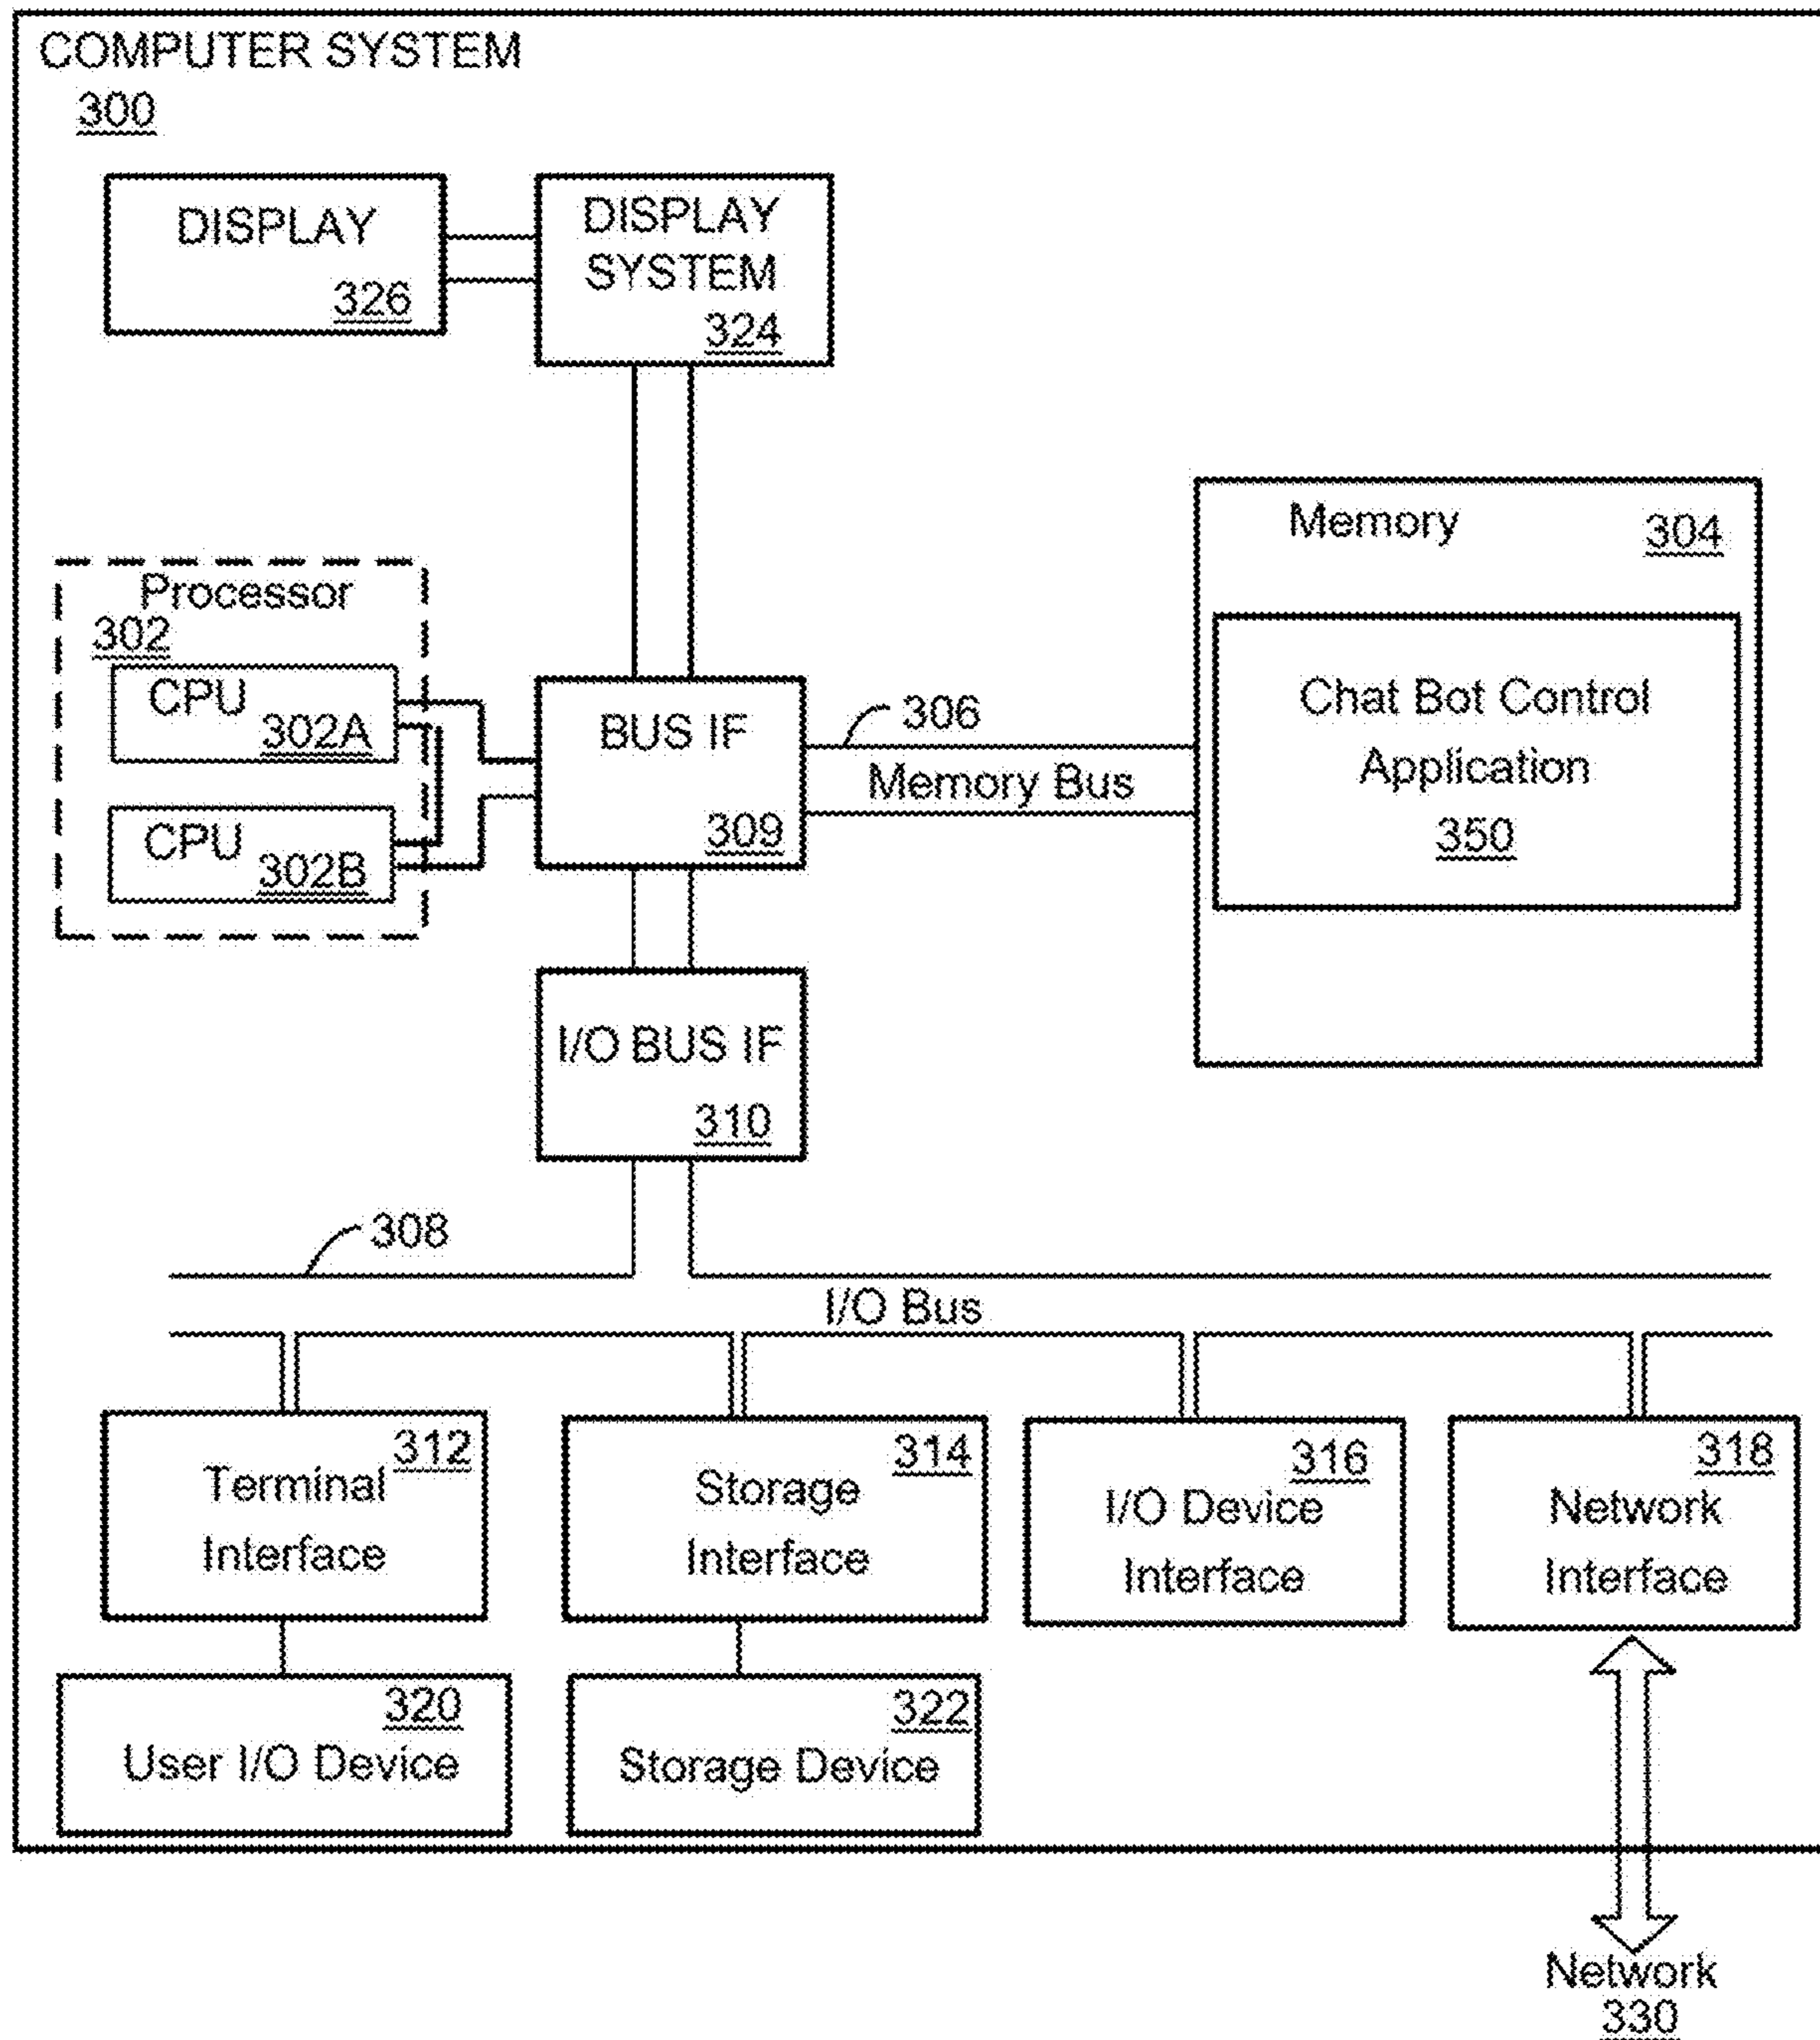 COMPUTER SYSTEM
300
DISPLAY
326
DISPLAY
SYSTEM
324
Processor
302
CPU
302A
CPU
302B
BUS IF
309
306
Memory Bus
Memory
304
Chat Bot Control
Application
350
I/O BUS IF
310
308
I/O Bus
312
Terminal
Interface
314
Storage
Interface
316
I/O Device
Interface
318
Network
Interface
320
User I/O Device
322
Storage Device
Network
330